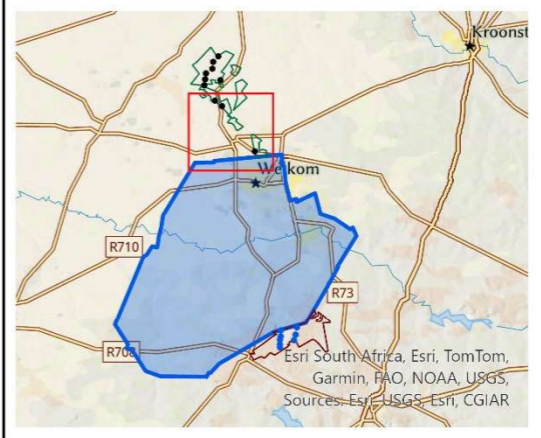 Kroonst
Welkom
R710
R73
R708
Esri South Africa, Esri, TomTom,
Garmin, FAO, NOAA, USGS,
Sources: Esri, USGS, Esri, CGIAR